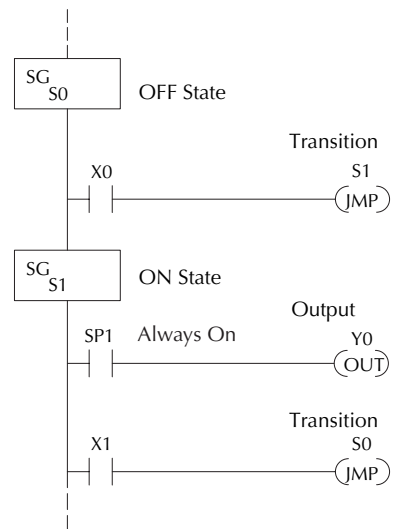 SG
S0
OFF State
Transition
X0
S1
JMP
SG
S1
ON State
Output
SP1
Always On
Y0
OUT
Transition
X1
S0
JMP